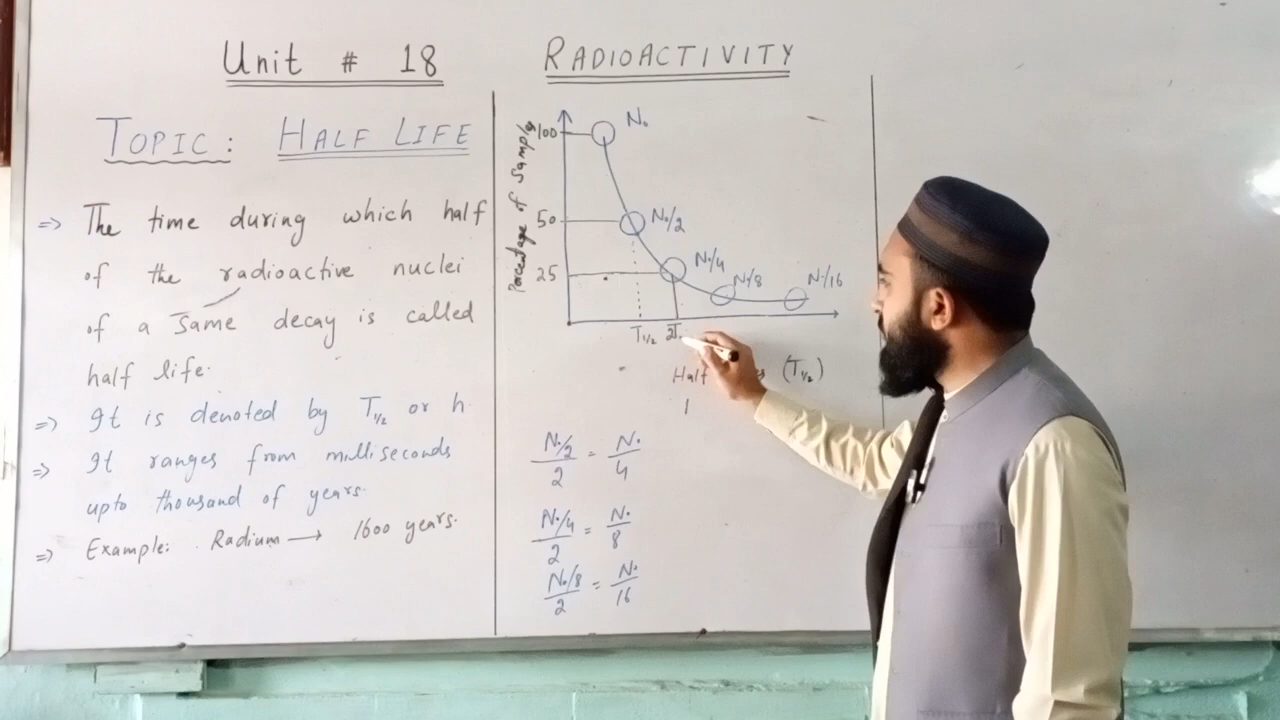 Unit # 18
RADIOACTIVITY
TOPIC: HALF LIFE
=> The time during which half
of the radioactive nuclei
of a same decay is called
half life.
=> It is denoted by T1/2 or h
=> It ranges from milliseconds
upto thousand of years.
=> Example: Radium → 1600 years.
Percentage of Sample
100
50
25
N₀
N₀/2
N₀/4
N₀/8
N₀/16
T1/2 2T
Half (T1/2)
1
N₀/2 / 2 = N₀ / 4
N₀/4 / 2 = N₀ / 8
N₀/8 / 2 = N₀ / 16